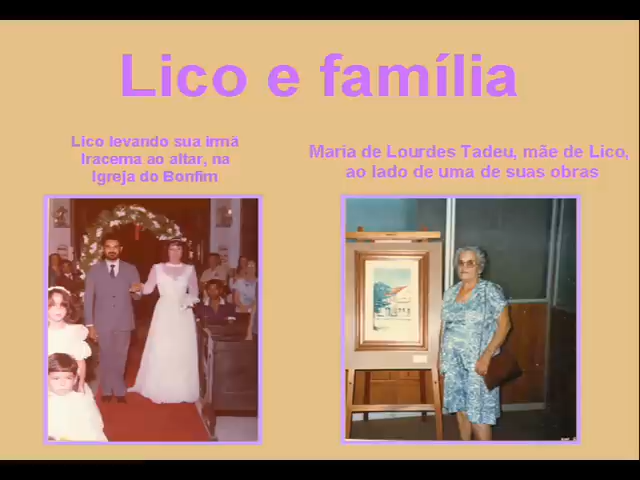 Lico e família
Lico levando sua irmã
Iracema ao altar, na
Igreja do Bonfim
Maria de Lourdes Tadeu, mãe de Lico,
ao lado de uma de suas obras